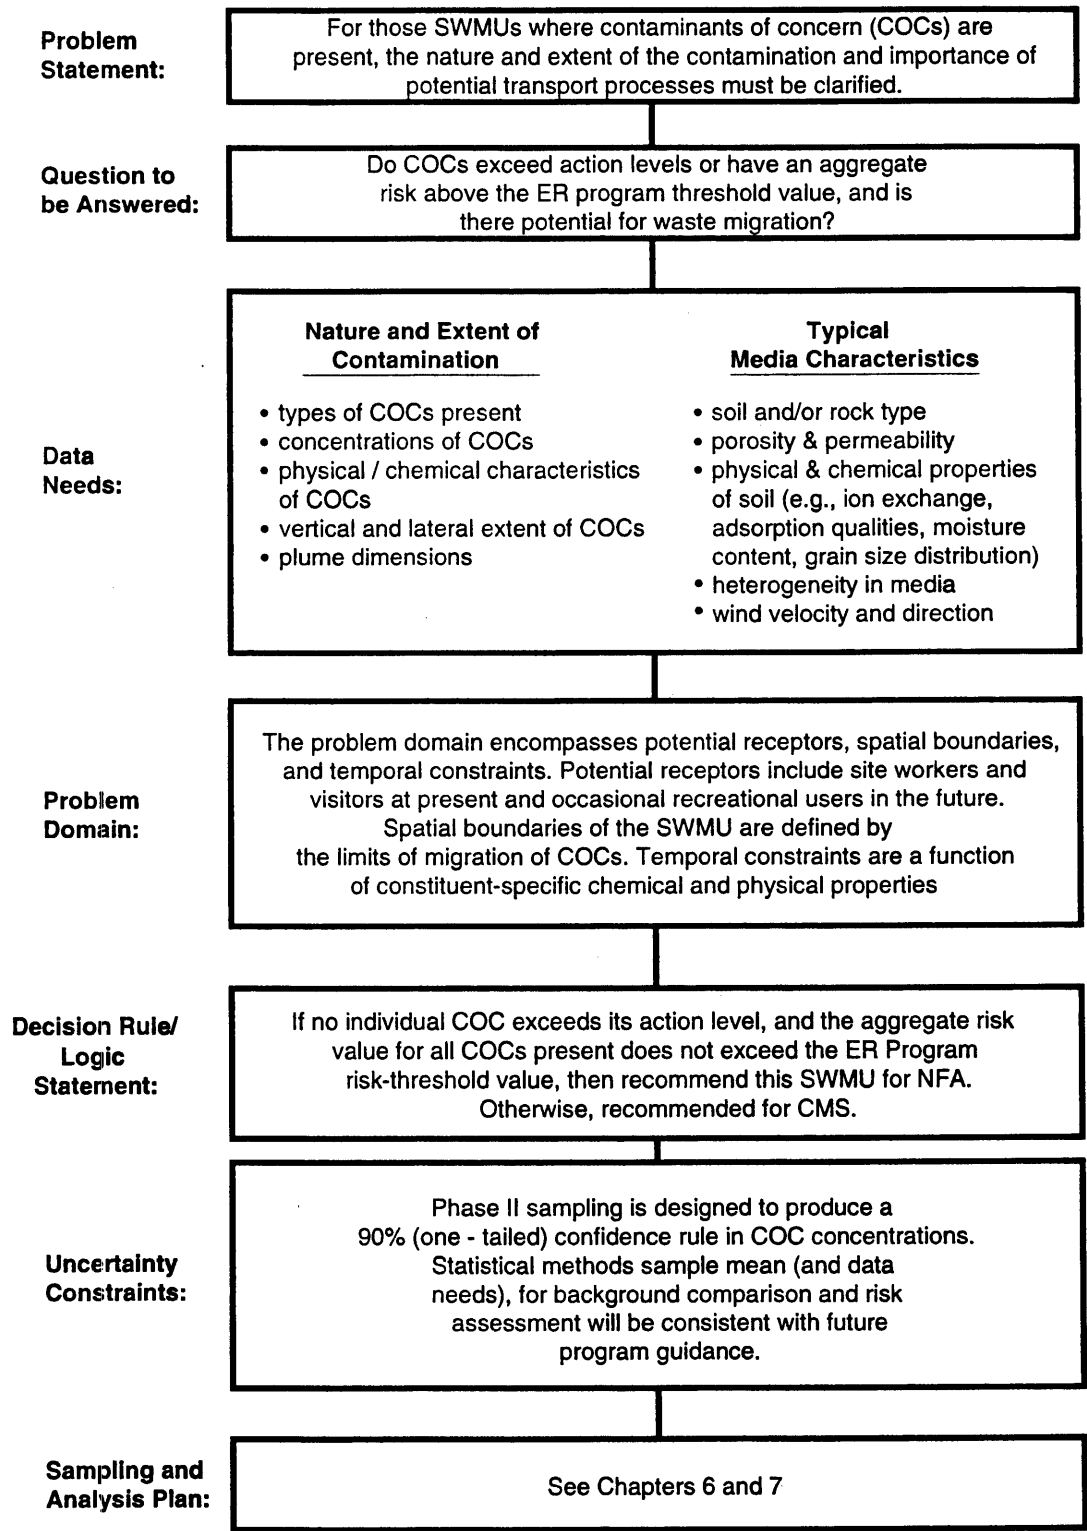 Problem
Statement:
For those SWMUs where contaminants of concern (COCs) are
present, the nature and extent of the contamination and importance of
potential transport processes must be clarified.
Question to
be Answered:
Do COCs exceed action levels or have an aggregate
risk above the ER program threshold value, and is
there potential for waste migration?
Data
Needs:
Nature and Extent of
Contamination
• types of COCs present
• concentrations of COCs
• physical / chemical characteristics
of COCs
• vertical and lateral extent of COCs
• plume dimensions
Typical
Media Characteristics
• soil and/or rock type
• porosity & permeability
• physical & chemical properties
of soil (e.g., ion exchange,
adsorption qualities, moisture
content, grain size distribution)
• heterogeneity in media
• wind velocity and direction
Problem
Domain:
The problem domain encompasses potential receptors, spatial boundaries,
and temporal constraints. Potential receptors include site workers and
visitors at present and occasional recreational users in the future.
Spatial boundaries of the SWMU are defined by
the limits of migration of COCs. Temporal constraints are a function
of constituent-specific chemical and physical properties
Decision Rule/
Logic
Statement:
If no individual COC exceeds its action level, and the aggregate risk
value for all COCs present does not exceed the ER Program
risk-threshold value, then recommend this SWMU for NFA.
Otherwise, recommended for CMS.
Uncertainty
Constraints:
Phase II sampling is designed to produce a
90% (one - tailed) confidence rule in COC concentrations.
Statistical methods sample mean (and data
needs), for background comparison and risk
assessment will be consistent with future
program guidance.
Sampling and
Analysis Plan:
See Chapters 6 and 7